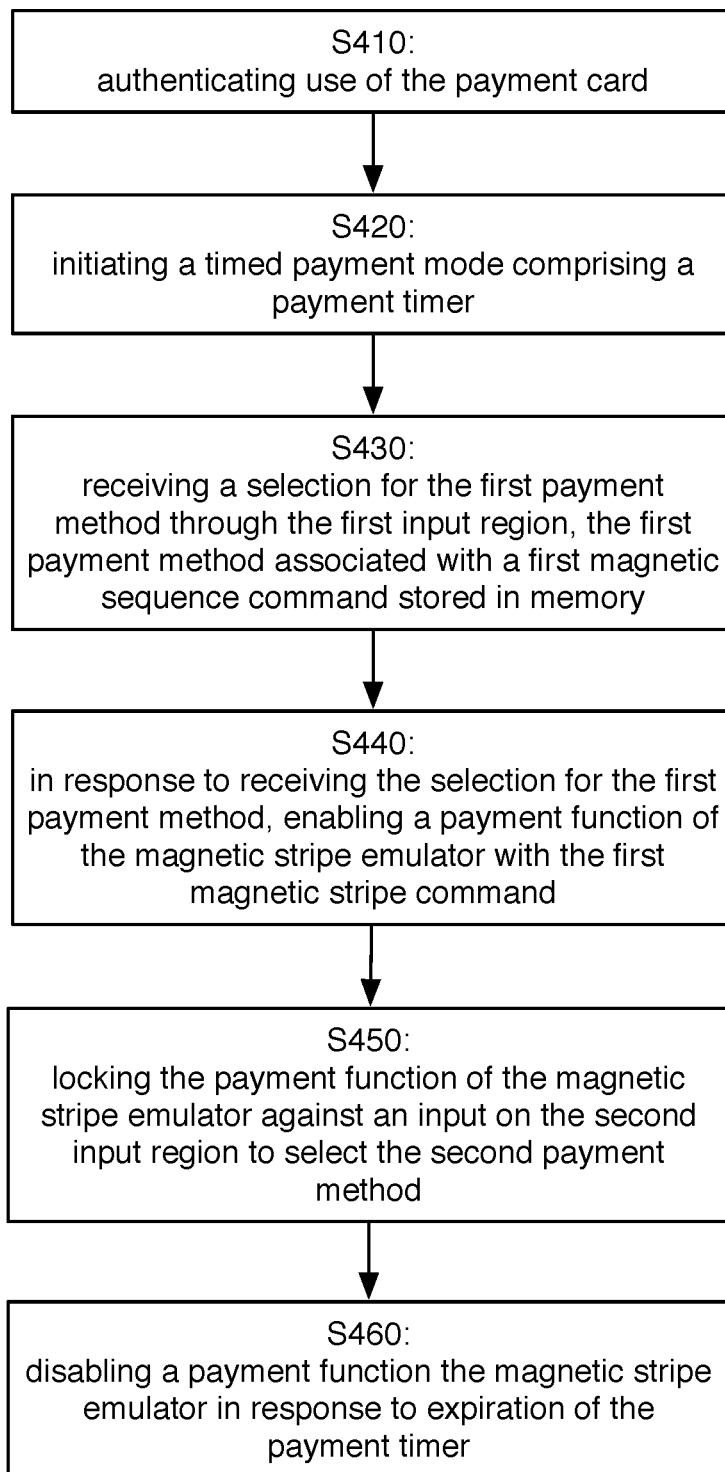 S410:
authenticating use of the payment card
S420:
initiating a timed payment mode comprising a
payment timer
S430:
receiving a selection for the first payment
method through the first input region, the first
payment method associated with a first magnetic
sequence command stored in memory
S440:
in response to receiving the selection for the first
payment method, enabling a payment function of
the magnetic stripe emulator with the first
magnetic stripe command
S450:
locking the payment function of the magnetic
stripe emulator against an input on the second
input region to select the second payment
method
S460:
disabling a payment function the magnetic stripe
emulator in response to expiration of the
payment timer